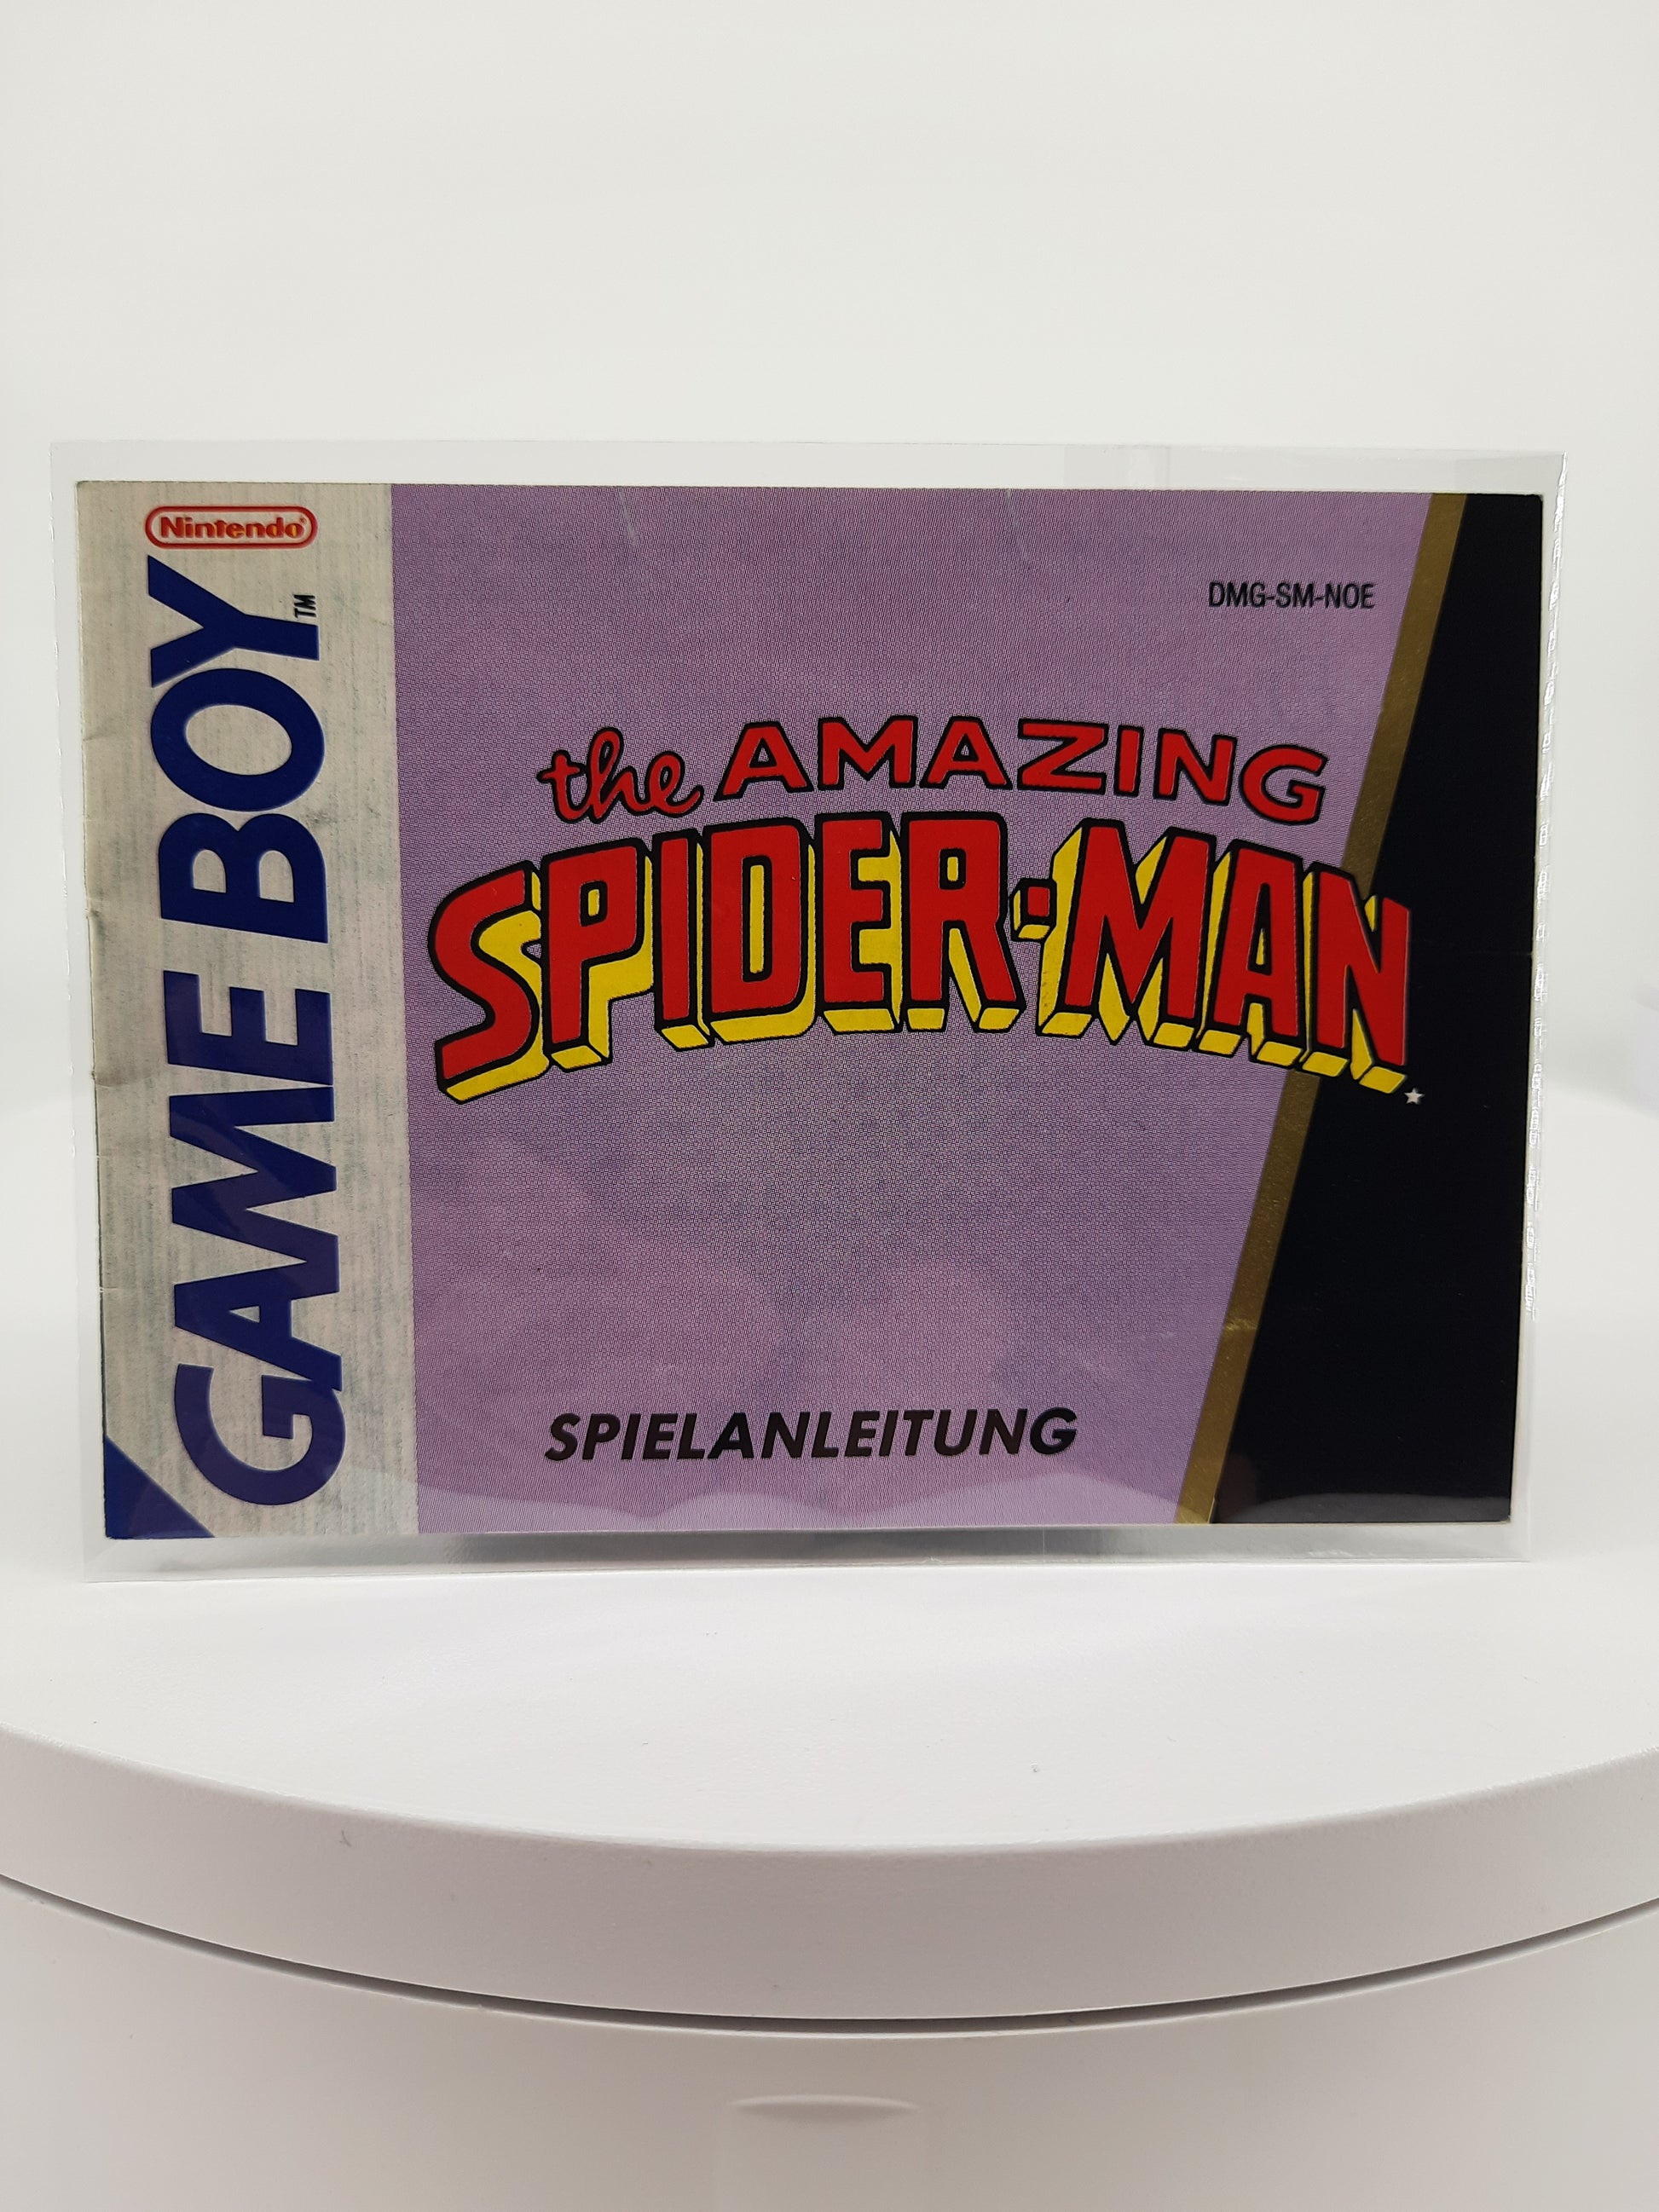 Nintendo®
GAME BOY™
DMG-SM-NOE
the AMAZING
SPIDER-MAN
SPIELANLEITUNG